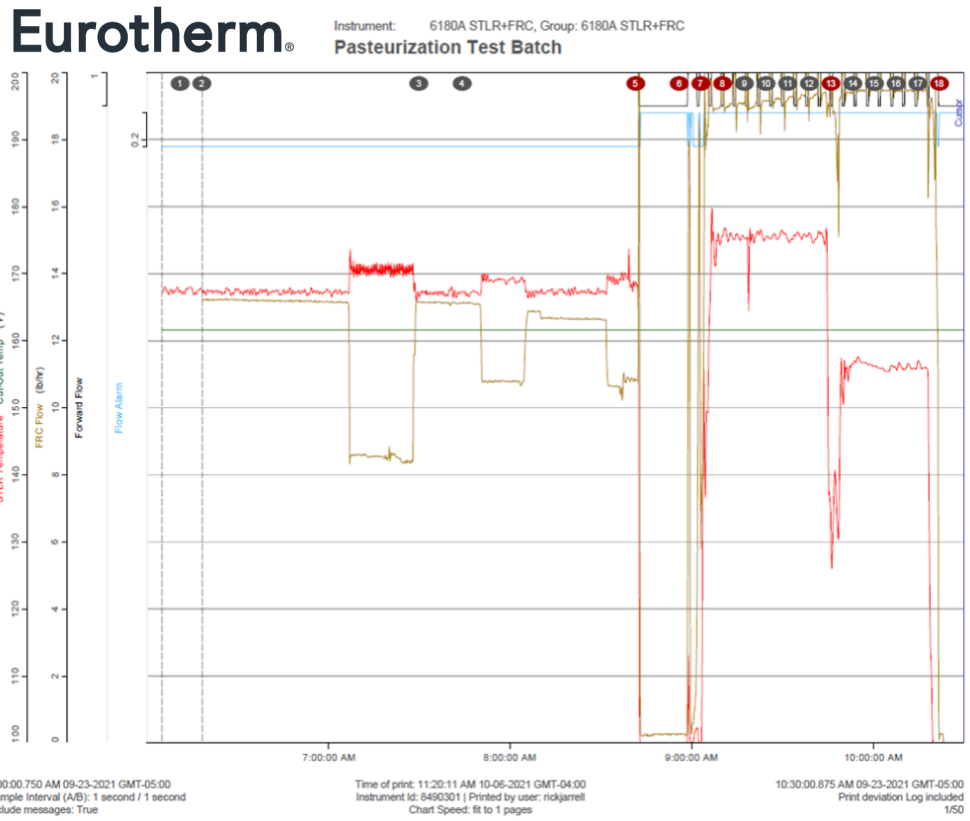 Eurotherm®
Instrument: 6180A STLR+FRC, Group: 6180A STLR+FRC
Pasteurization Test Batch
200
190
180
170
160
150
140
130
120
110
100
Cut-Out Temp (V)
STLR Temperature
20
18
16
14
12
10
8
6
4
2
0
FRC Flow (lb/hr)
1
Forward Flow
0.2
Flow Alarm
1
2
3
4
5
6
7
8
9
10
11
12
13
14
15
16
17
18
Cursor
7:00:00 AM
8:00:00 AM
9:00:00 AM
10:00:00 AM
00:00.750 AM 09-23-2021 GMT-05:00
mple Interval (A/B): 1 second / 1 second
clude messages: True
Time of print: 11:20:11 AM 10-06-2021 GMT-04:00
Instrument Id: 8490301 | Printed by user: rickjarrell
Chart Speed: fit to 1 pages
10:30:00.875 AM 09-23-2021 GMT-05:00
Print deviation Log included
1/50